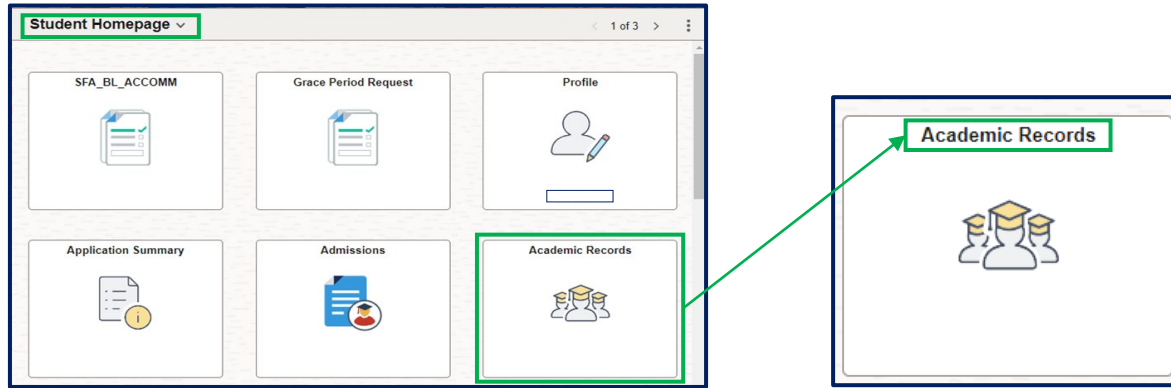 Student Homepage
1 of 3
SFA_BL_ACCOMM
Grace Period Request
Profile
Application Summary
Admissions
Academic Records
Academic Records